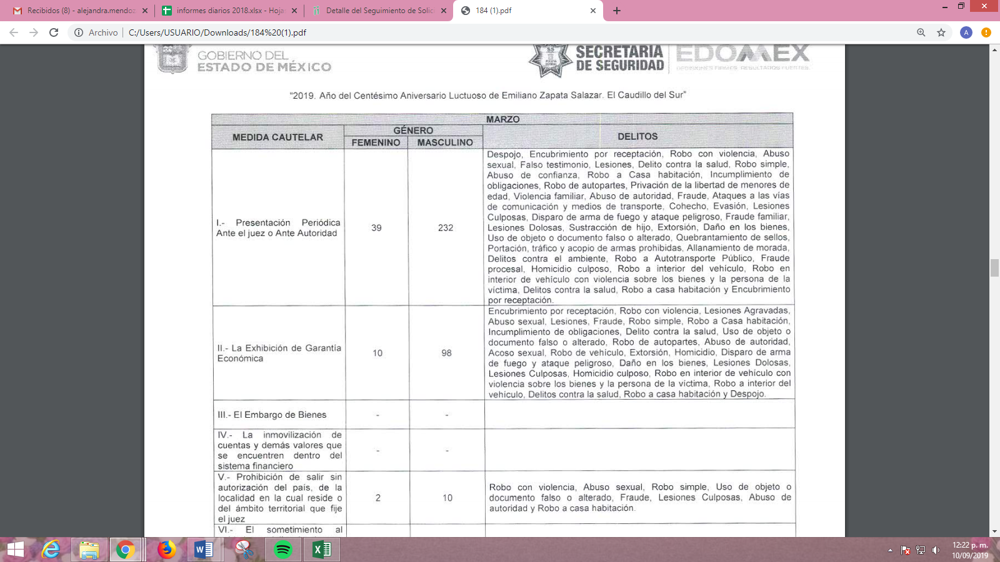 Recibidos (8) - alejandra.mendoz
informes diarios 2018.xlsx - Hoja
Detalle del Seguimiento de Solic
184 (1).pdf
Archivo
C:/Users/USUARIO/Downloads/184%20(1).pdf
A
GOBIERNO DEL
ESTADO DE MÉXICO
SS
SECRETARÍA
DE SEGURIDAD
EDOMEX
DECISIONES FIRMES, RESULTADOS FUERTES.
“2019. Año del Centésimo Aniversario Luctuoso de Emiliano Zapata Salazar. El Caudillo del Sur”
MARZO
MEDIDA CAUTELAR
GÉNERO
DELITOS
FEMENINO
MASCULINO
I.- Presentación Periódica
Ante el juez o Ante Autoridad
39
232
Despojo, Encubrimiento por receptación, Robo con violencia, Abuso
sexual, Falso testimonio, Lesiones, Delito contra la salud, Robo simple,
Abuso de confianza, Robo a Casa habitación, Incumplimiento de
obligaciones, Robo de autopartes, Privación de la libertad de menores de
edad, Violencia familiar, Abuso de autoridad, Fraude, Ataques a las vías
de comunicación y medios de transporte, Cohecho, Evasión, Lesiones
Culposas, Disparo de arma de fuego y ataque peligroso, Fraude familiar,
Lesiones Dolosas, Sustracción de hijo, Extorsión, Daño en los bienes,
Uso de objeto o documento falso o alterado, Quebrantamiento de sellos,
Portación, tráfico y acopio de armas prohibidas, Allanamiento de morada,
Delitos contra el ambiente, Robo a Autotransporte Público, Fraude
procesal, Homicidio culposo, Robo a interior del vehículo, Robo en
interior de vehículo con violencia sobre los bienes y la persona de la
víctima, Delitos contra la salud, Robo a casa habitación y Encubrimiento
por receptación.
II.- La Exhibición de Garantía
Económica
10
98
Encubrimiento por receptación, Robo con violencia, Lesiones Agravadas,
Abuso sexual, Lesiones, Fraude, Robo simple, Robo a Casa habitación,
Incumplimiento de obligaciones, Delito contra la salud, Uso de objeto o
documento falso o alterado, Robo de autopartes, Abuso de autoridad,
Acoso sexual, Robo de vehículo, Extorsión, Homicidio, Disparo de arma
de fuego y ataque peligroso, Daño en los bienes, Lesiones Dolosas,
Lesiones Culposas, Homicidio culposo, Robo en interior de vehículo con
violencia sobre los bienes y la persona de la víctima, Robo a interior del
vehículo, Delitos contra la salud, Robo a casa habitación y Despojo.
III.- El Embargo de Bienes
-
-
IV.- La inmovilización de
cuentas y demás valores que
se encuentren dentro del
sistema financiero
-
-
V.- Prohibición de salir sin
autorización del país, de la
localidad en la cual reside o
del ámbito territorial que fije
el juez
2
10
Robo con violencia, Abuso sexual, Robo simple, Uso de objeto o
documento falso o alterado, Fraude, Lesiones Culposas, Abuso de
autoridad y Robo a casa habitación.
VI.- El sometimiento al
12:22 p. m.
10/09/2019